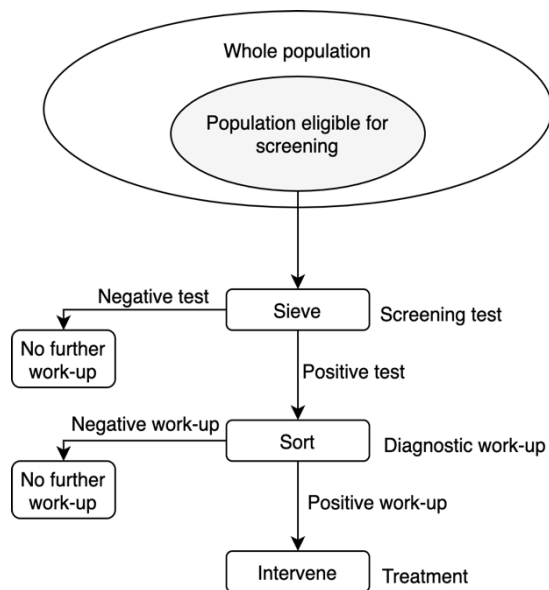 Whole population
Population eligible for
screening
Negative test
Sieve
Screening test
No further
work-up
Positive test
Negative work-up
Sort
Diagnostic work-up
No further
work-up
Positive work-up
Intervene
Treatment